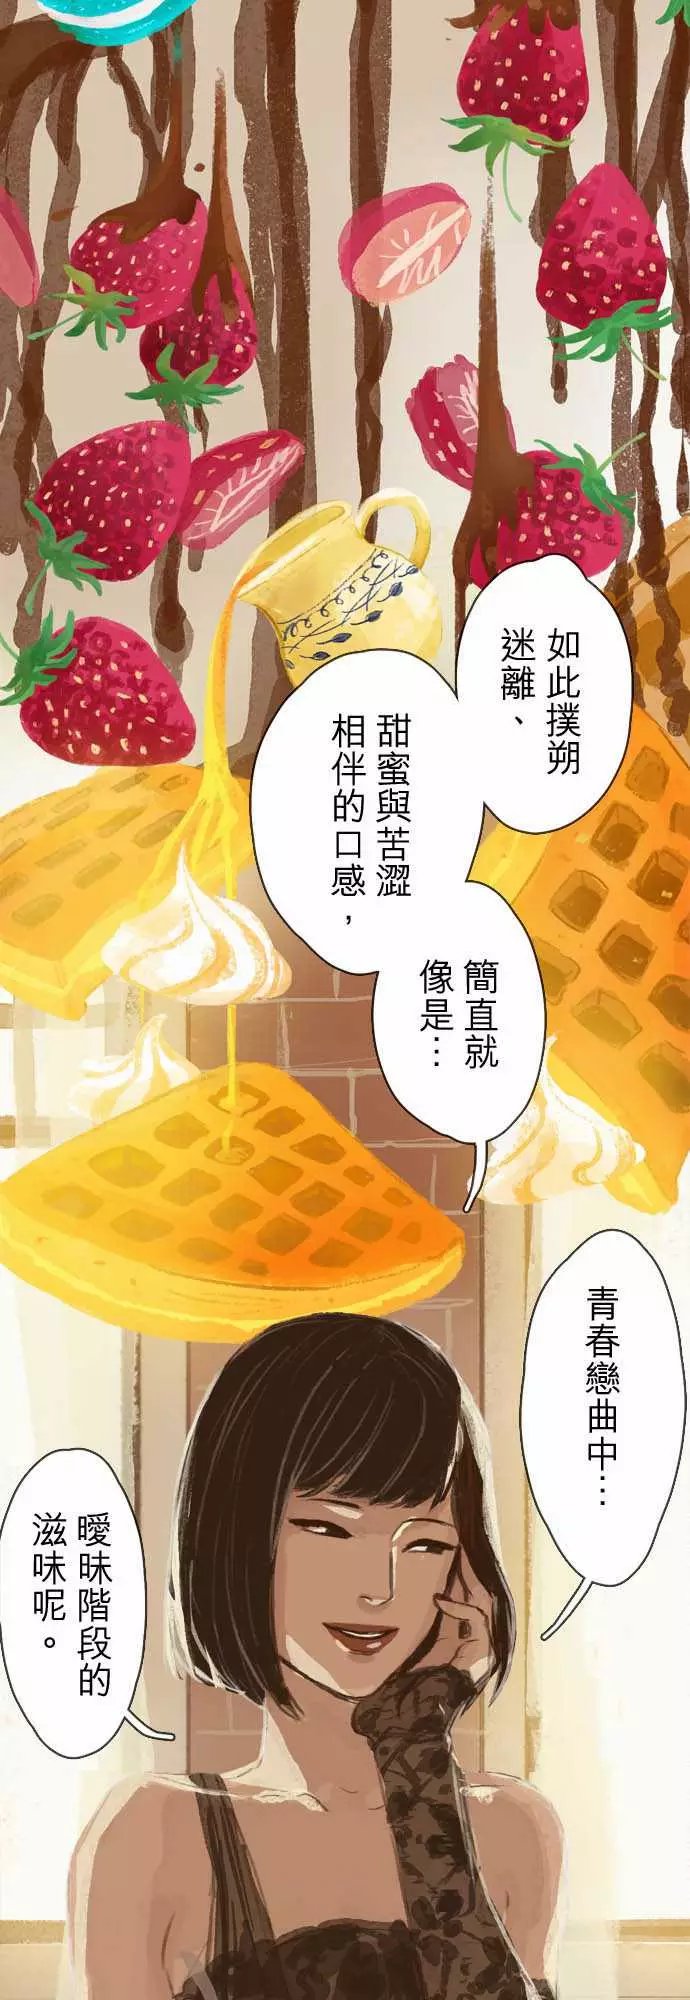 如此撲朔
迷離、
甜蜜與苦澀
相伴的口感，
簡直就
像是…
青春戀曲中…
曖昧階段的
滋味呢。